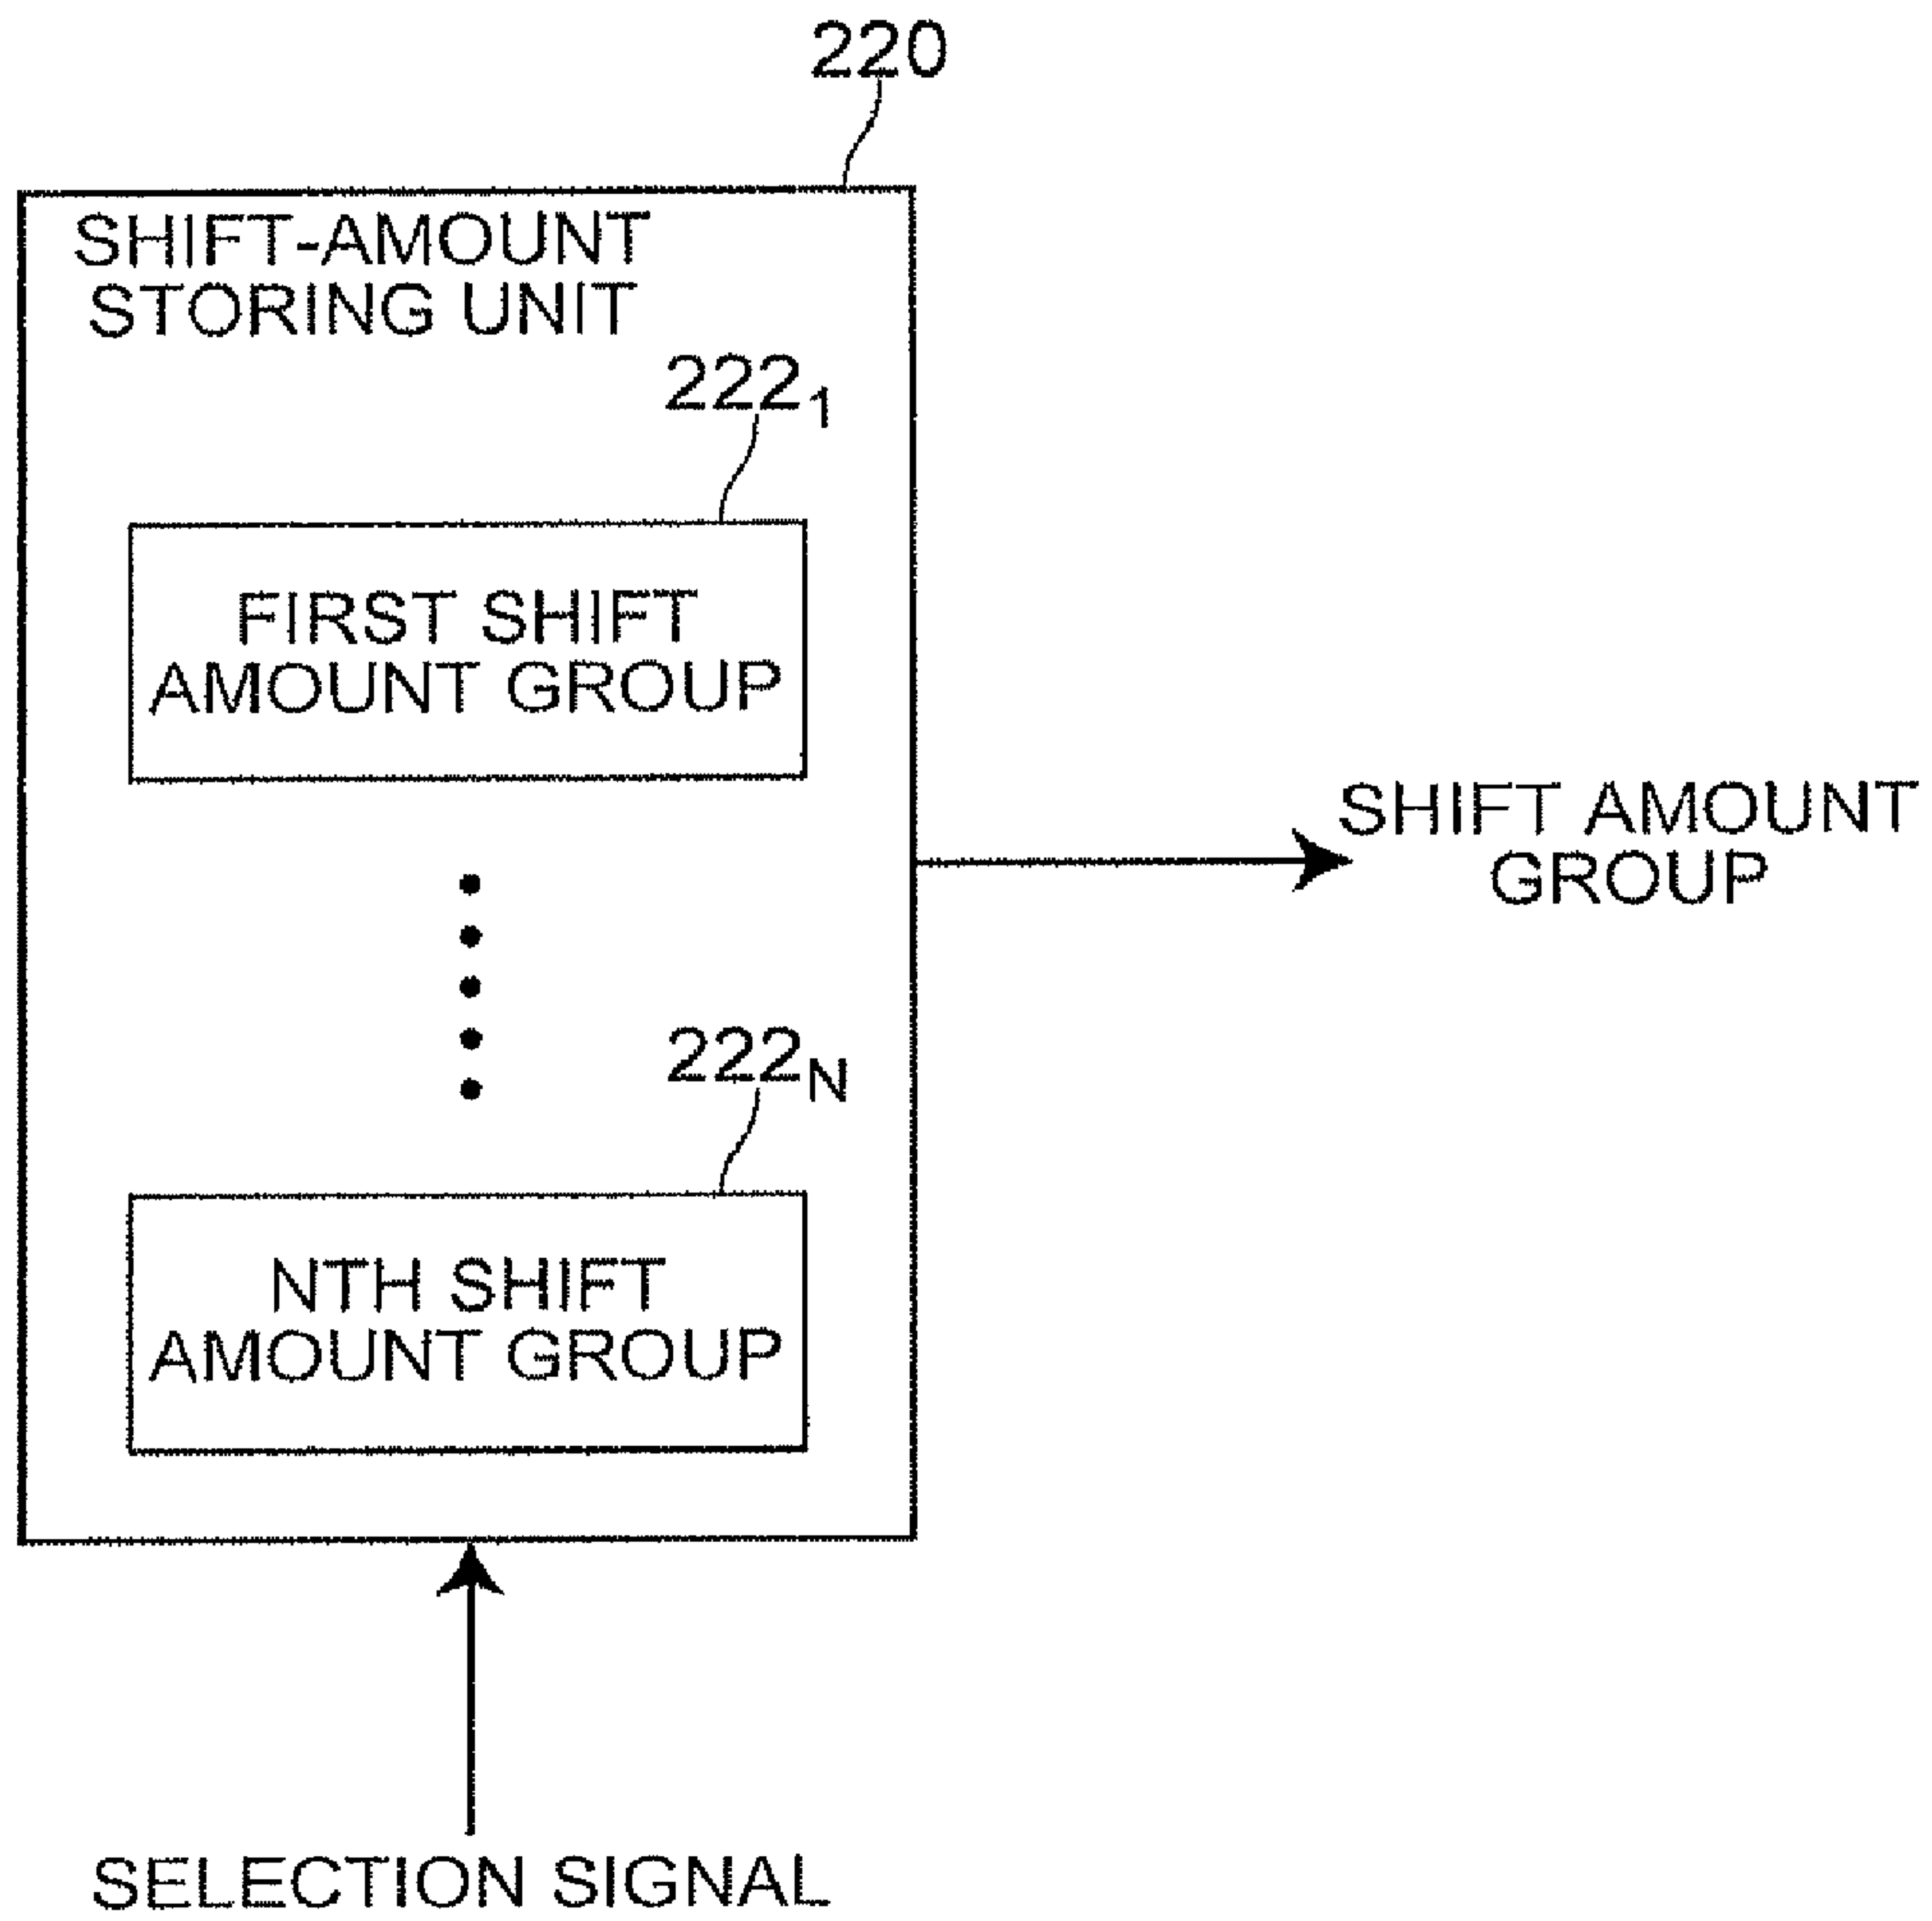 220
SHIFT-AMOUNT
STORING UNIT
222₁
FIRST SHIFT
AMOUNT GROUP
SHIFT AMOUNT
GROUP
222N
NTH SHIFT
AMOUNT GROUP
SELECTION SIGNAL